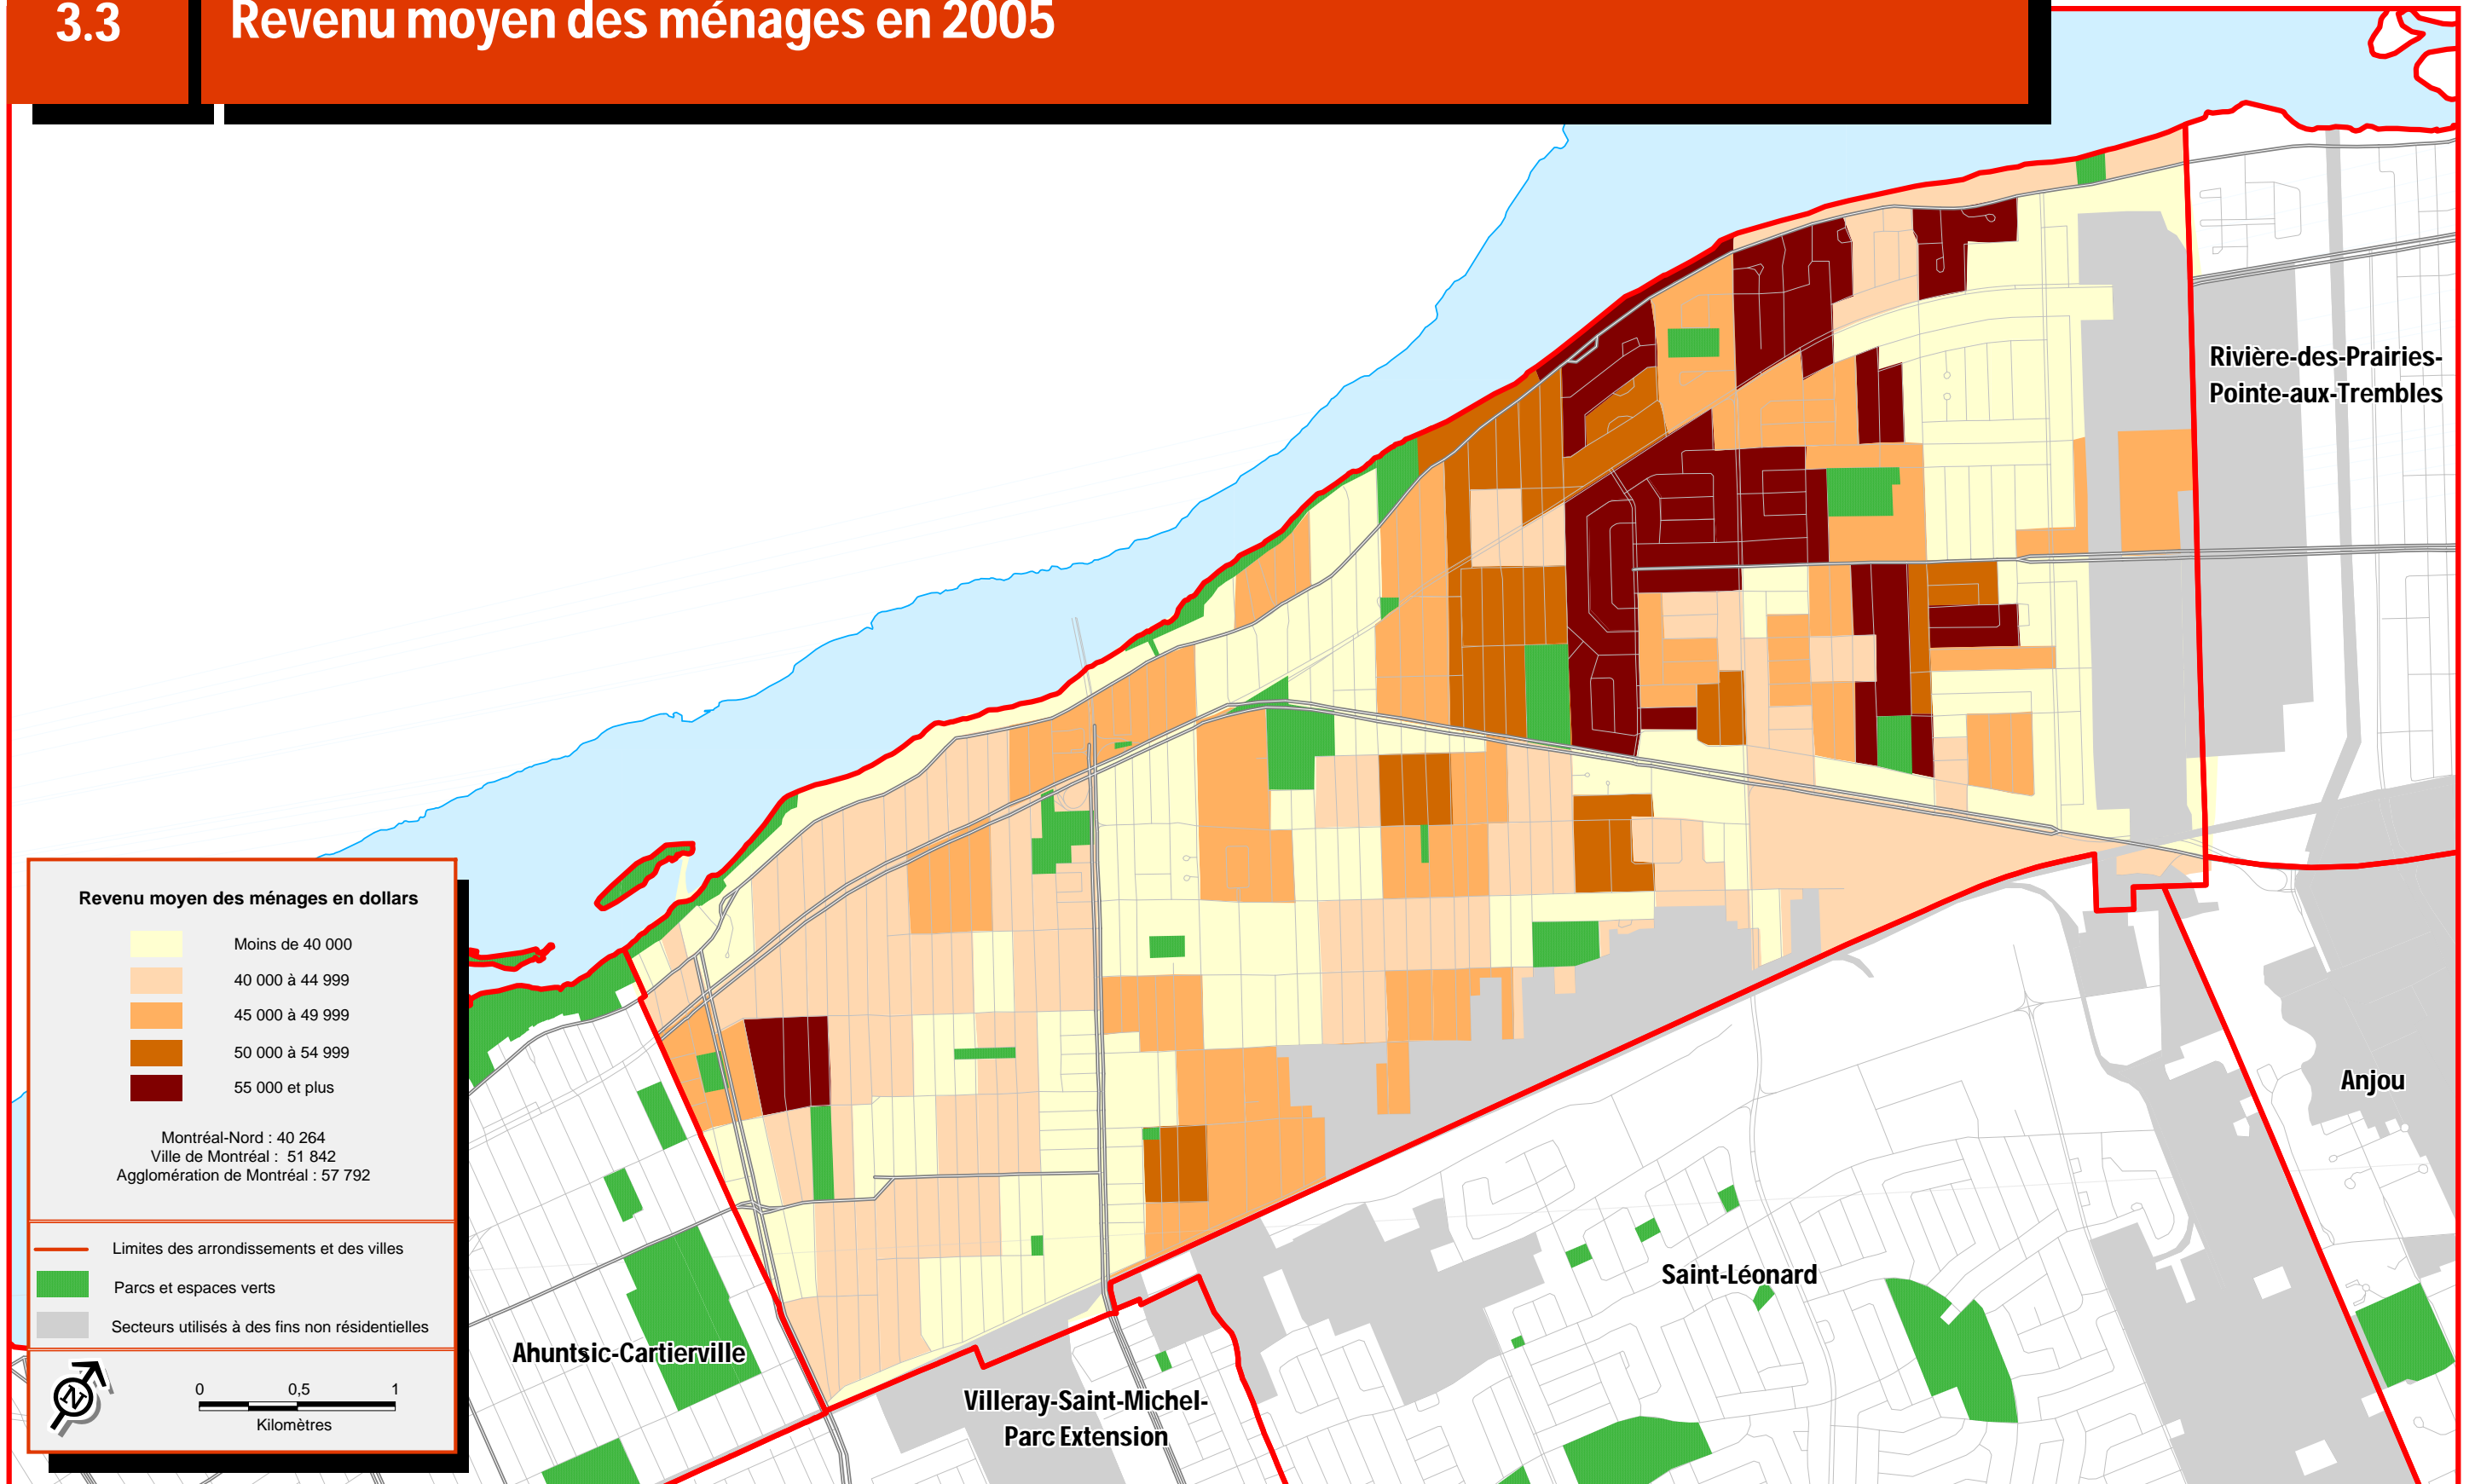 3.3
Revenu moyen des ménages en 2005
Rivière-des-Prairies-
Pointe-aux-Trembles
Revenu moyen des ménages en dollars
Moins de 40 000
40 000 à 44 999
45 000 à 49 999
50 000 à 54 999
55 000 et plus
Montréal-Nord : 40 264
Ville de Montréal : 51 842
Agglomération de Montréal : 57 792
Limites des arrondissements et des villes
Parcs et espaces verts
Secteurs utilisés à des fins non résidentielles
N
0 0,5 1
Kilomètres
Anjou
Saint-Léonard
Ahuntsic-Cartierville
Villeray-Saint-Michel-
Parc Extension